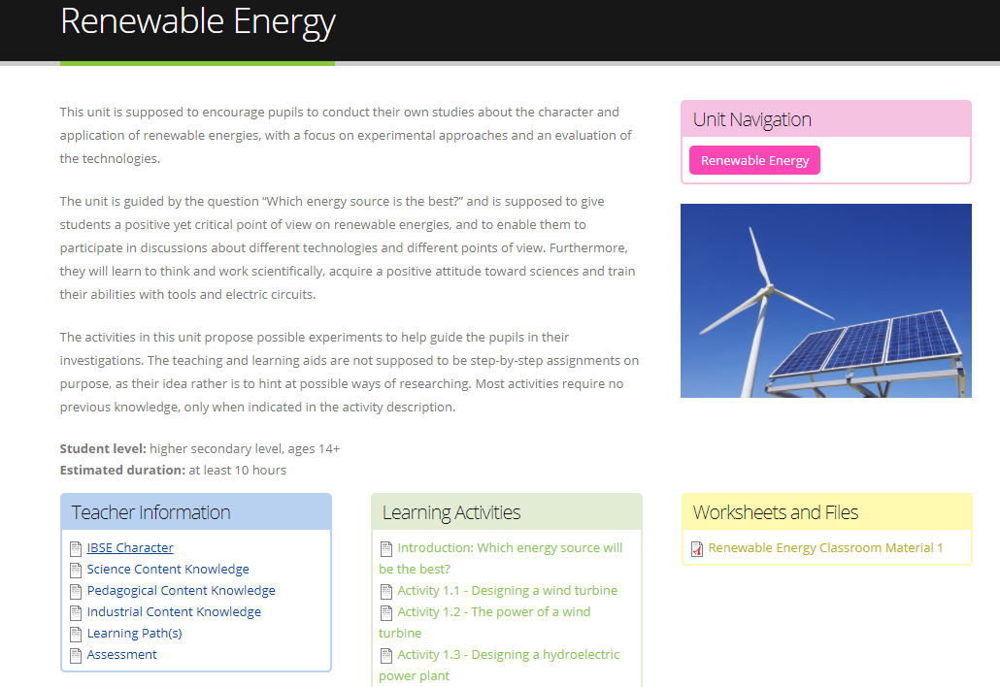 Renewable Energy
This unit is supposed to encourage pupils to conduct their own studies about the character and
application of renewable energies, with a focus on experimental approaches and an evaluation of
the technologies.
The unit is guided by the question “Which energy source is the best?” and is supposed to give
students a positive yet critical point of view on renewable energies, and to enable them to
participate in discussions about different technologies and different points of view. Furthermore,
they will learn to think and work scientifically, acquire a positive attitude toward sciences and train
their abilities with tools and electric circuits.
The activities in this unit propose possible experiments to help guide the pupils in their
investigations. The teaching and learning aids are not supposed to be step-by-step assignments on
purpose, as their idea rather is to hint at possible ways of researching. Most activities require no
previous knowledge, only when indicated in the activity description.
Student level: higher secondary level, ages 14+
Estimated duration: at least 10 hours
Unit Navigation
Renewable Energy
Teacher Information
IBSE Character
Science Content Knowledge
Pedagogical Content Knowledge
Industrial Content Knowledge
Learning Path(s)
Assessment
Learning Activities
Introduction: Which energy source will
be the best?
Activity 1.1 - Designing a wind turbine
Activity 1.2 - The power of a wind
turbine
Activity 1.3 - Designing a hydroelectric
power plant
Worksheets and Files
Renewable Energy Classroom Material 1